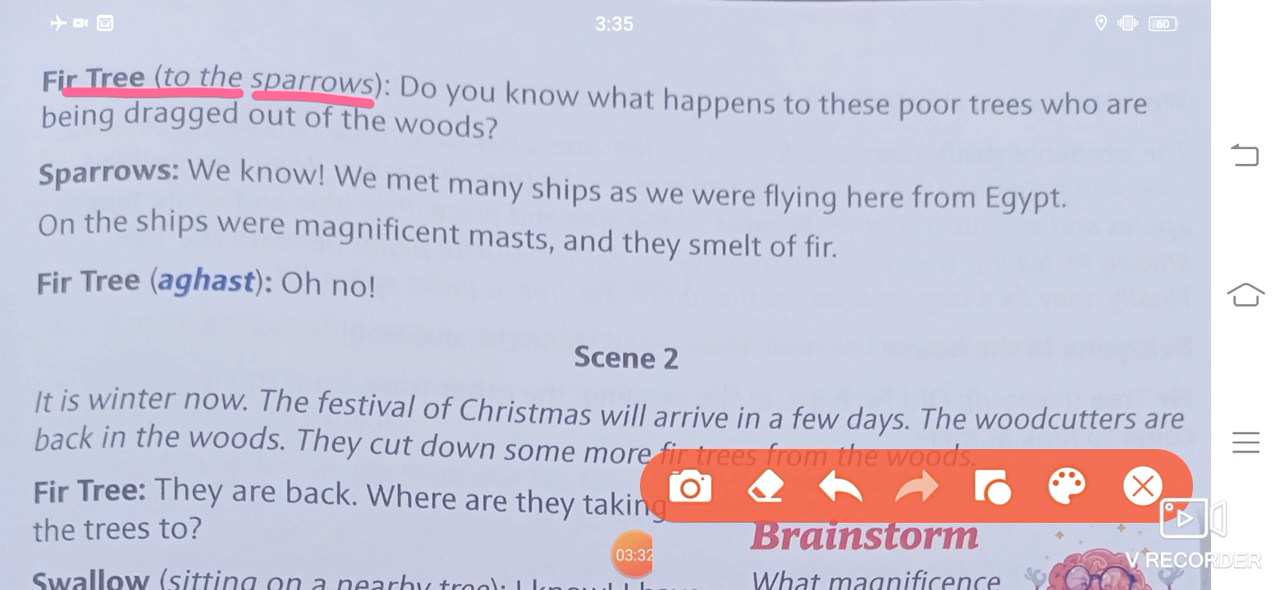 3:35
60
Fir Tree (to the sparrows): Do you know what happens to these poor trees who are
being dragged out of the woods?
Sparrows: We know! We met many ships as we were flying here from Egypt.
On the ships were magnificent masts, and they smelt of fir.
Fir Tree (aghast): Oh no!
Scene 2
It is winter now. The festival of Christmas will arrive in a few days. The woodcutters are
back in the woods. They cut down some more fir trees from the woods.
Fir Tree: They are back. Where are they taking
the trees to?
03:32
Brainstorm
V RECORDER
Swallow (sitting on a nearby tree): I know! I have
What magnificence